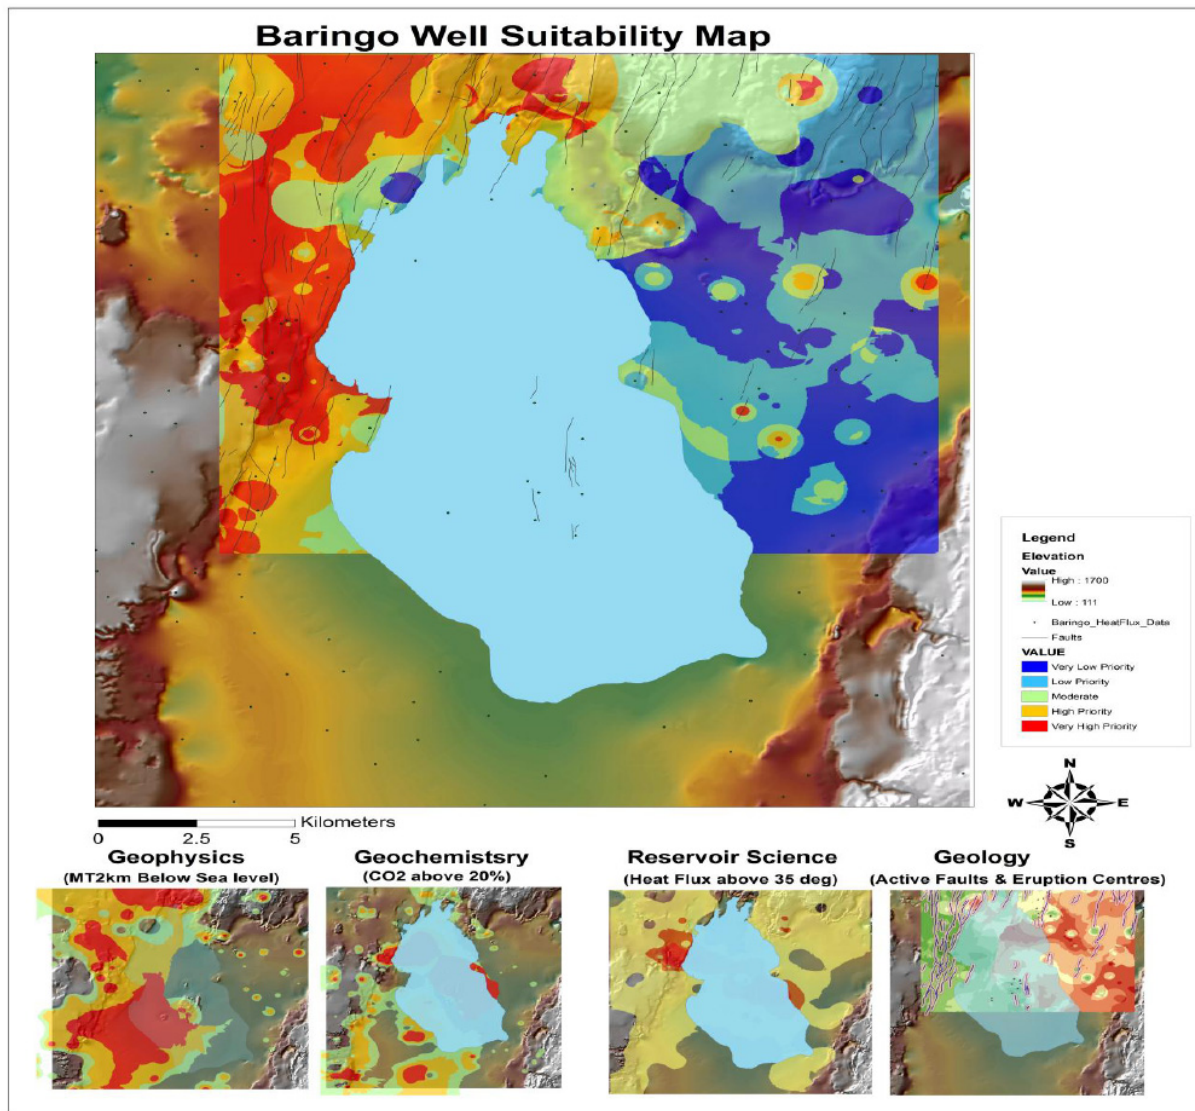 Baringo Well Suitability Map
Legend
Elevation
Value
High : 1700
Low : 111
Baringo_HeatFlux_Data
Faults
VALUE
Very Low Priority
Low Priority
Moderate
High Priority
Very High Priority
N
W E
S
Kilometers
0 2.5 5
Geophysics
(MT2km Below Sea level)
Geochemistsry
(CO2 above 20%)
Reservoir Science
(Heat Flux above 35 deg)
Geology
(Active Faults & Eruption Centres)